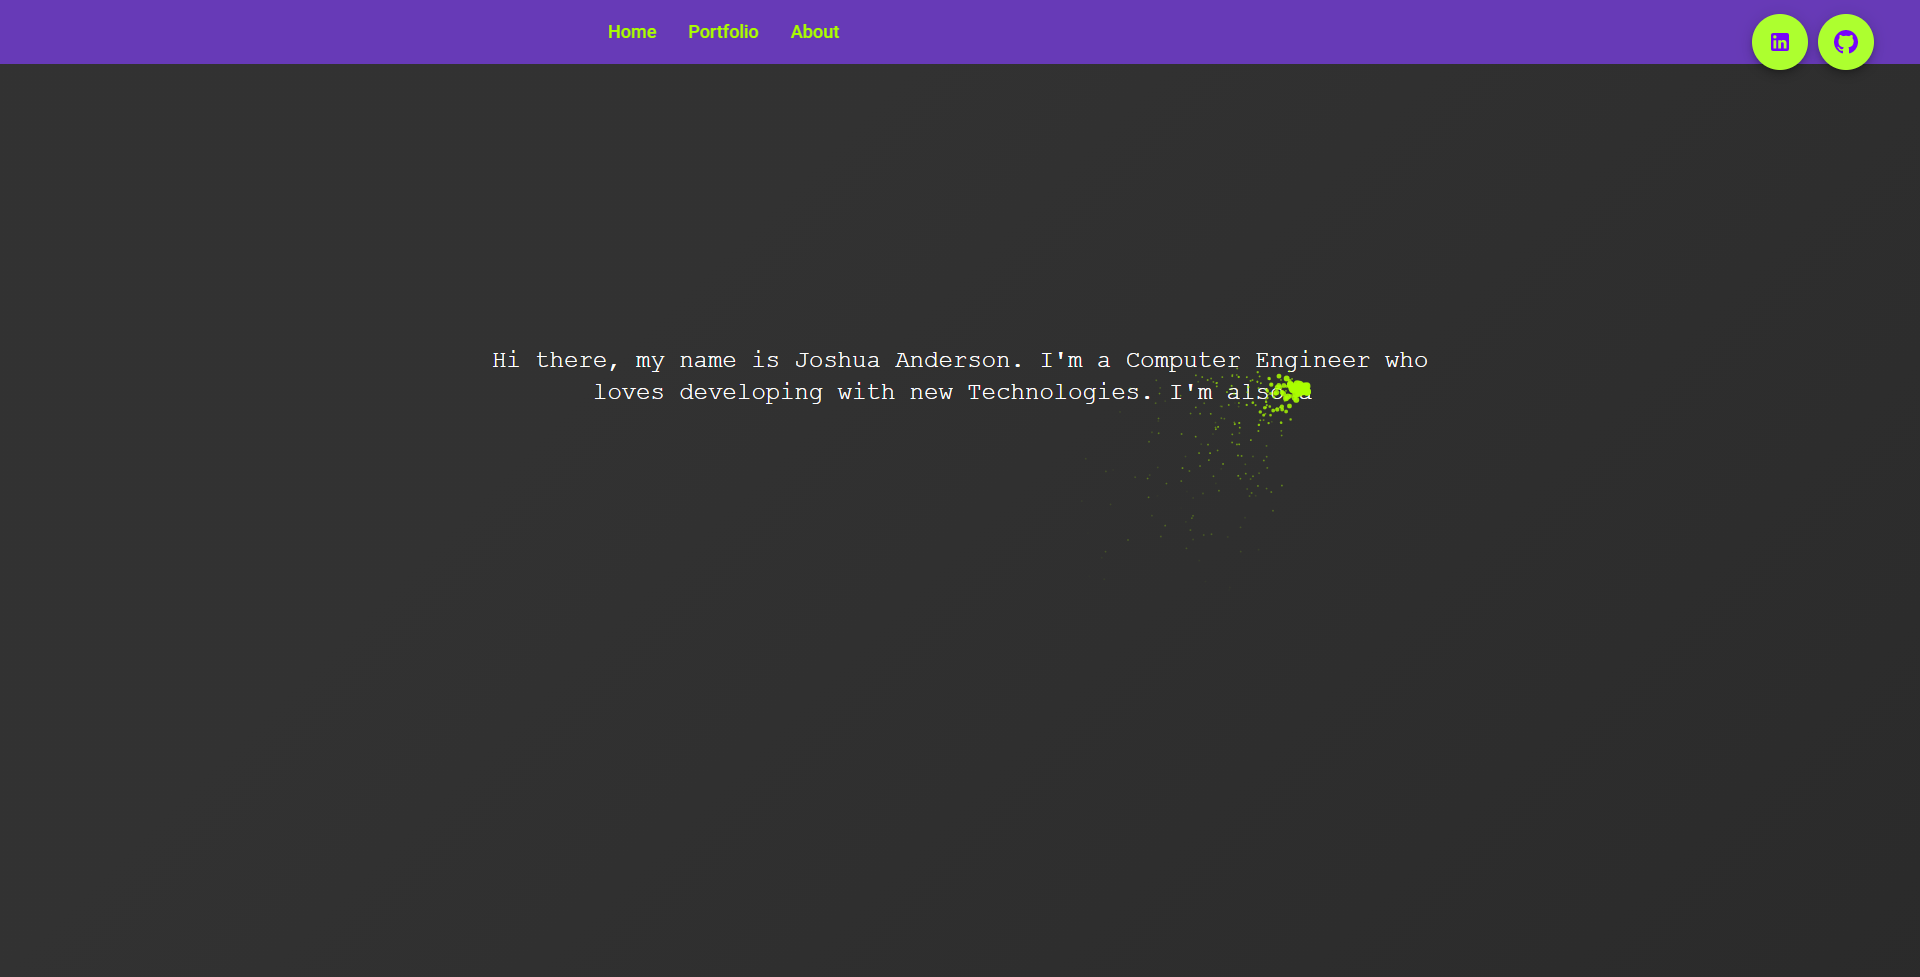 Home Portfolio About
Hi there, my name is Joshua Anderson. I'm a Computer Engineer who
loves developing with new Technologies. I'm also a